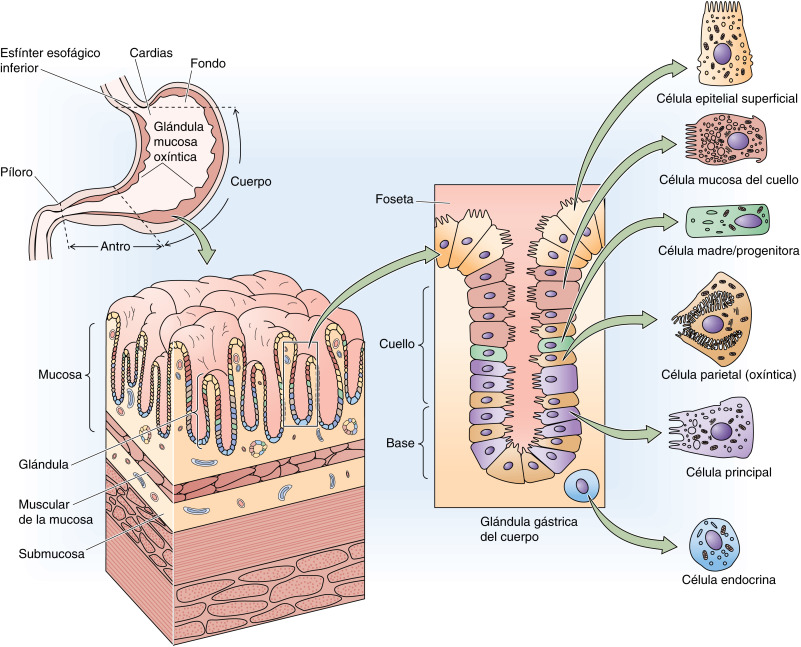 Esfínter esofágico
inferior
Cardias
Fondo
Glándula
mucosa
oxíntica
Píloro
Cuerpo
Antro
Mucosa
Glándula
Muscular
de la mucosa
Submucosa
Foseta
Cuello
Base
Glándula gástrica
del cuerpo
Célula epitelial superficial
Célula mucosa del cuello
Célula madre/progenitora
Célula parietal (oxíntica)
Célula principal
Célula endocrina